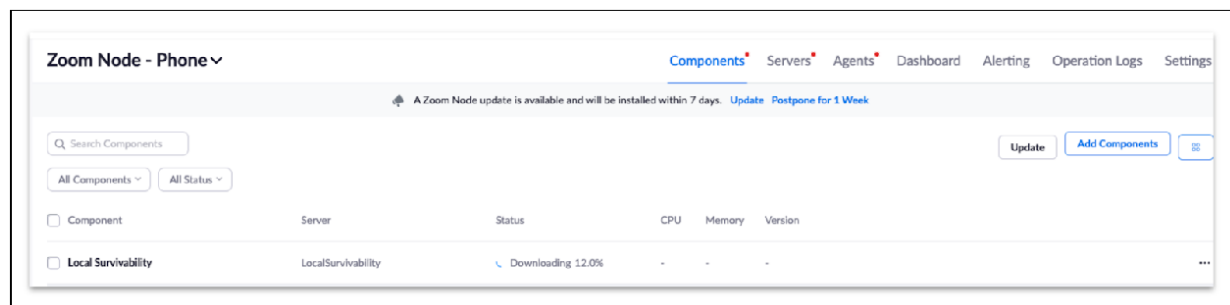 Zoom Node - Phone
Components Servers Agents Dashboard Alerting Operation Logs Settings
A Zoom Node update is available and will be installed within 7 days. Update Postpone for 1 Week
Search Components
Update Add Components
All Components All Status
Component Server Status CPU Memory Version
Local Survivability LocalSurvivability Downloading 12.0% - - - ...